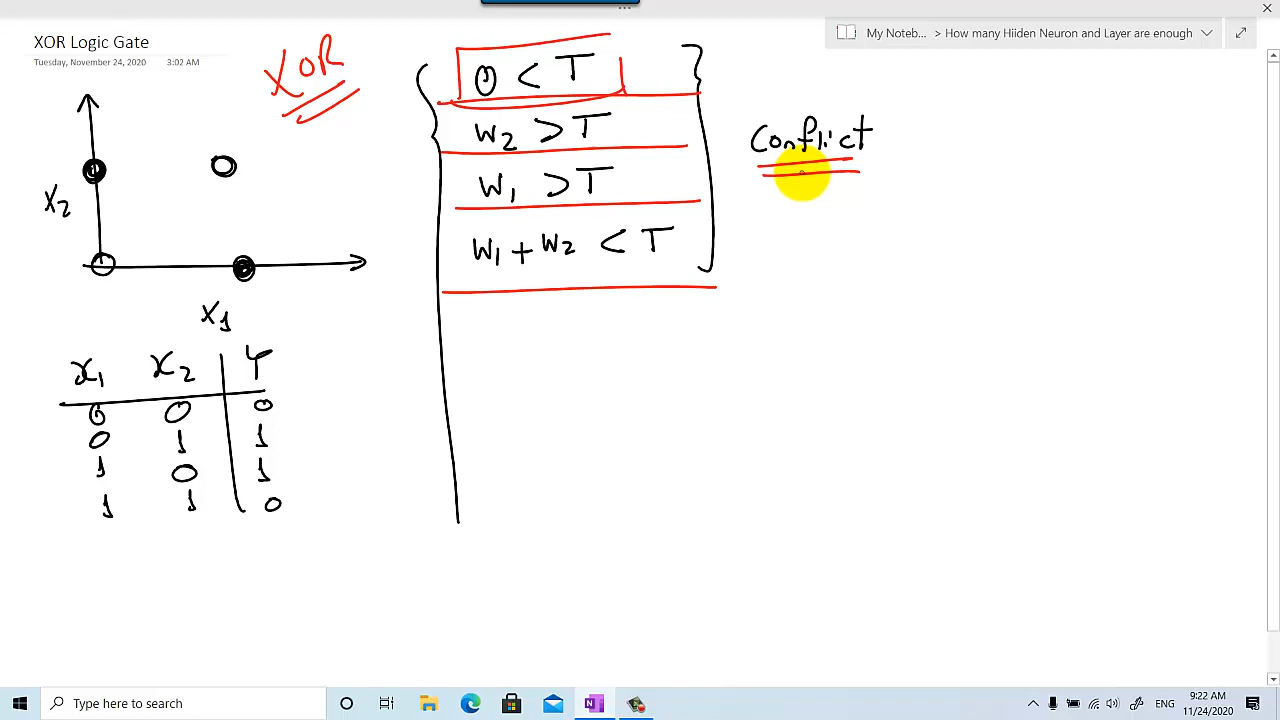 XOR Logic Gate
Tuesday, November 24, 2020 3:02 AM
My Noteb... > How many Hiiden Neuron and Layer are enough
XOR
0 < T
W2 > T
W1 > T
W1 + W2 < T
Conflict
X2
X1
x1 x2 Y
0 0 0
0 1 1
1 0 1
1 1 0
Type here to search
ENG
9:22 AM
11/24/2020